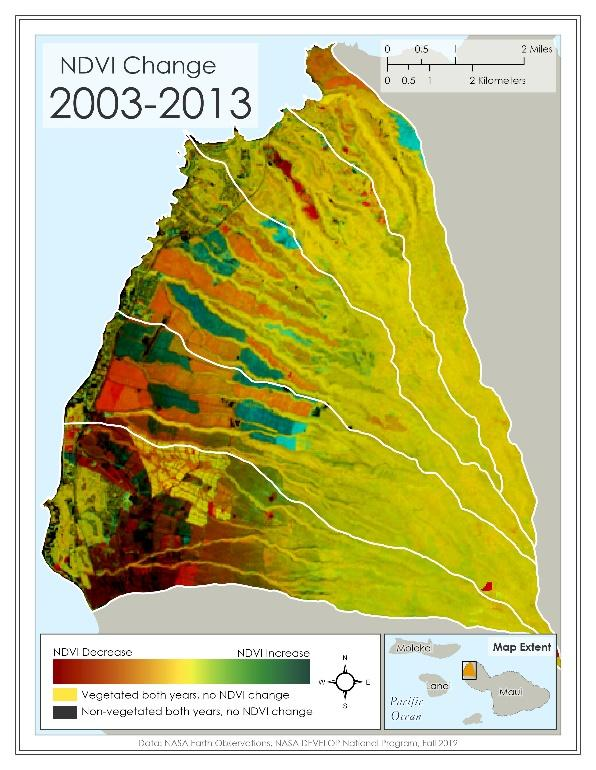 NDVI Change
2003-2013
0 0.5 1 2 Miles
0 0.5 1 2 Kilometers
NDVI Decrease NDVI Increase
Vegetated both years, no NDVI change
Non-vegetated both years, no NDVI change
N
W E
S
Map Extent
Moloka
Lana
Maui
Pacific
Ocean
Data: NASA Earth Observations; NASA DEVELOP National Program, Fall